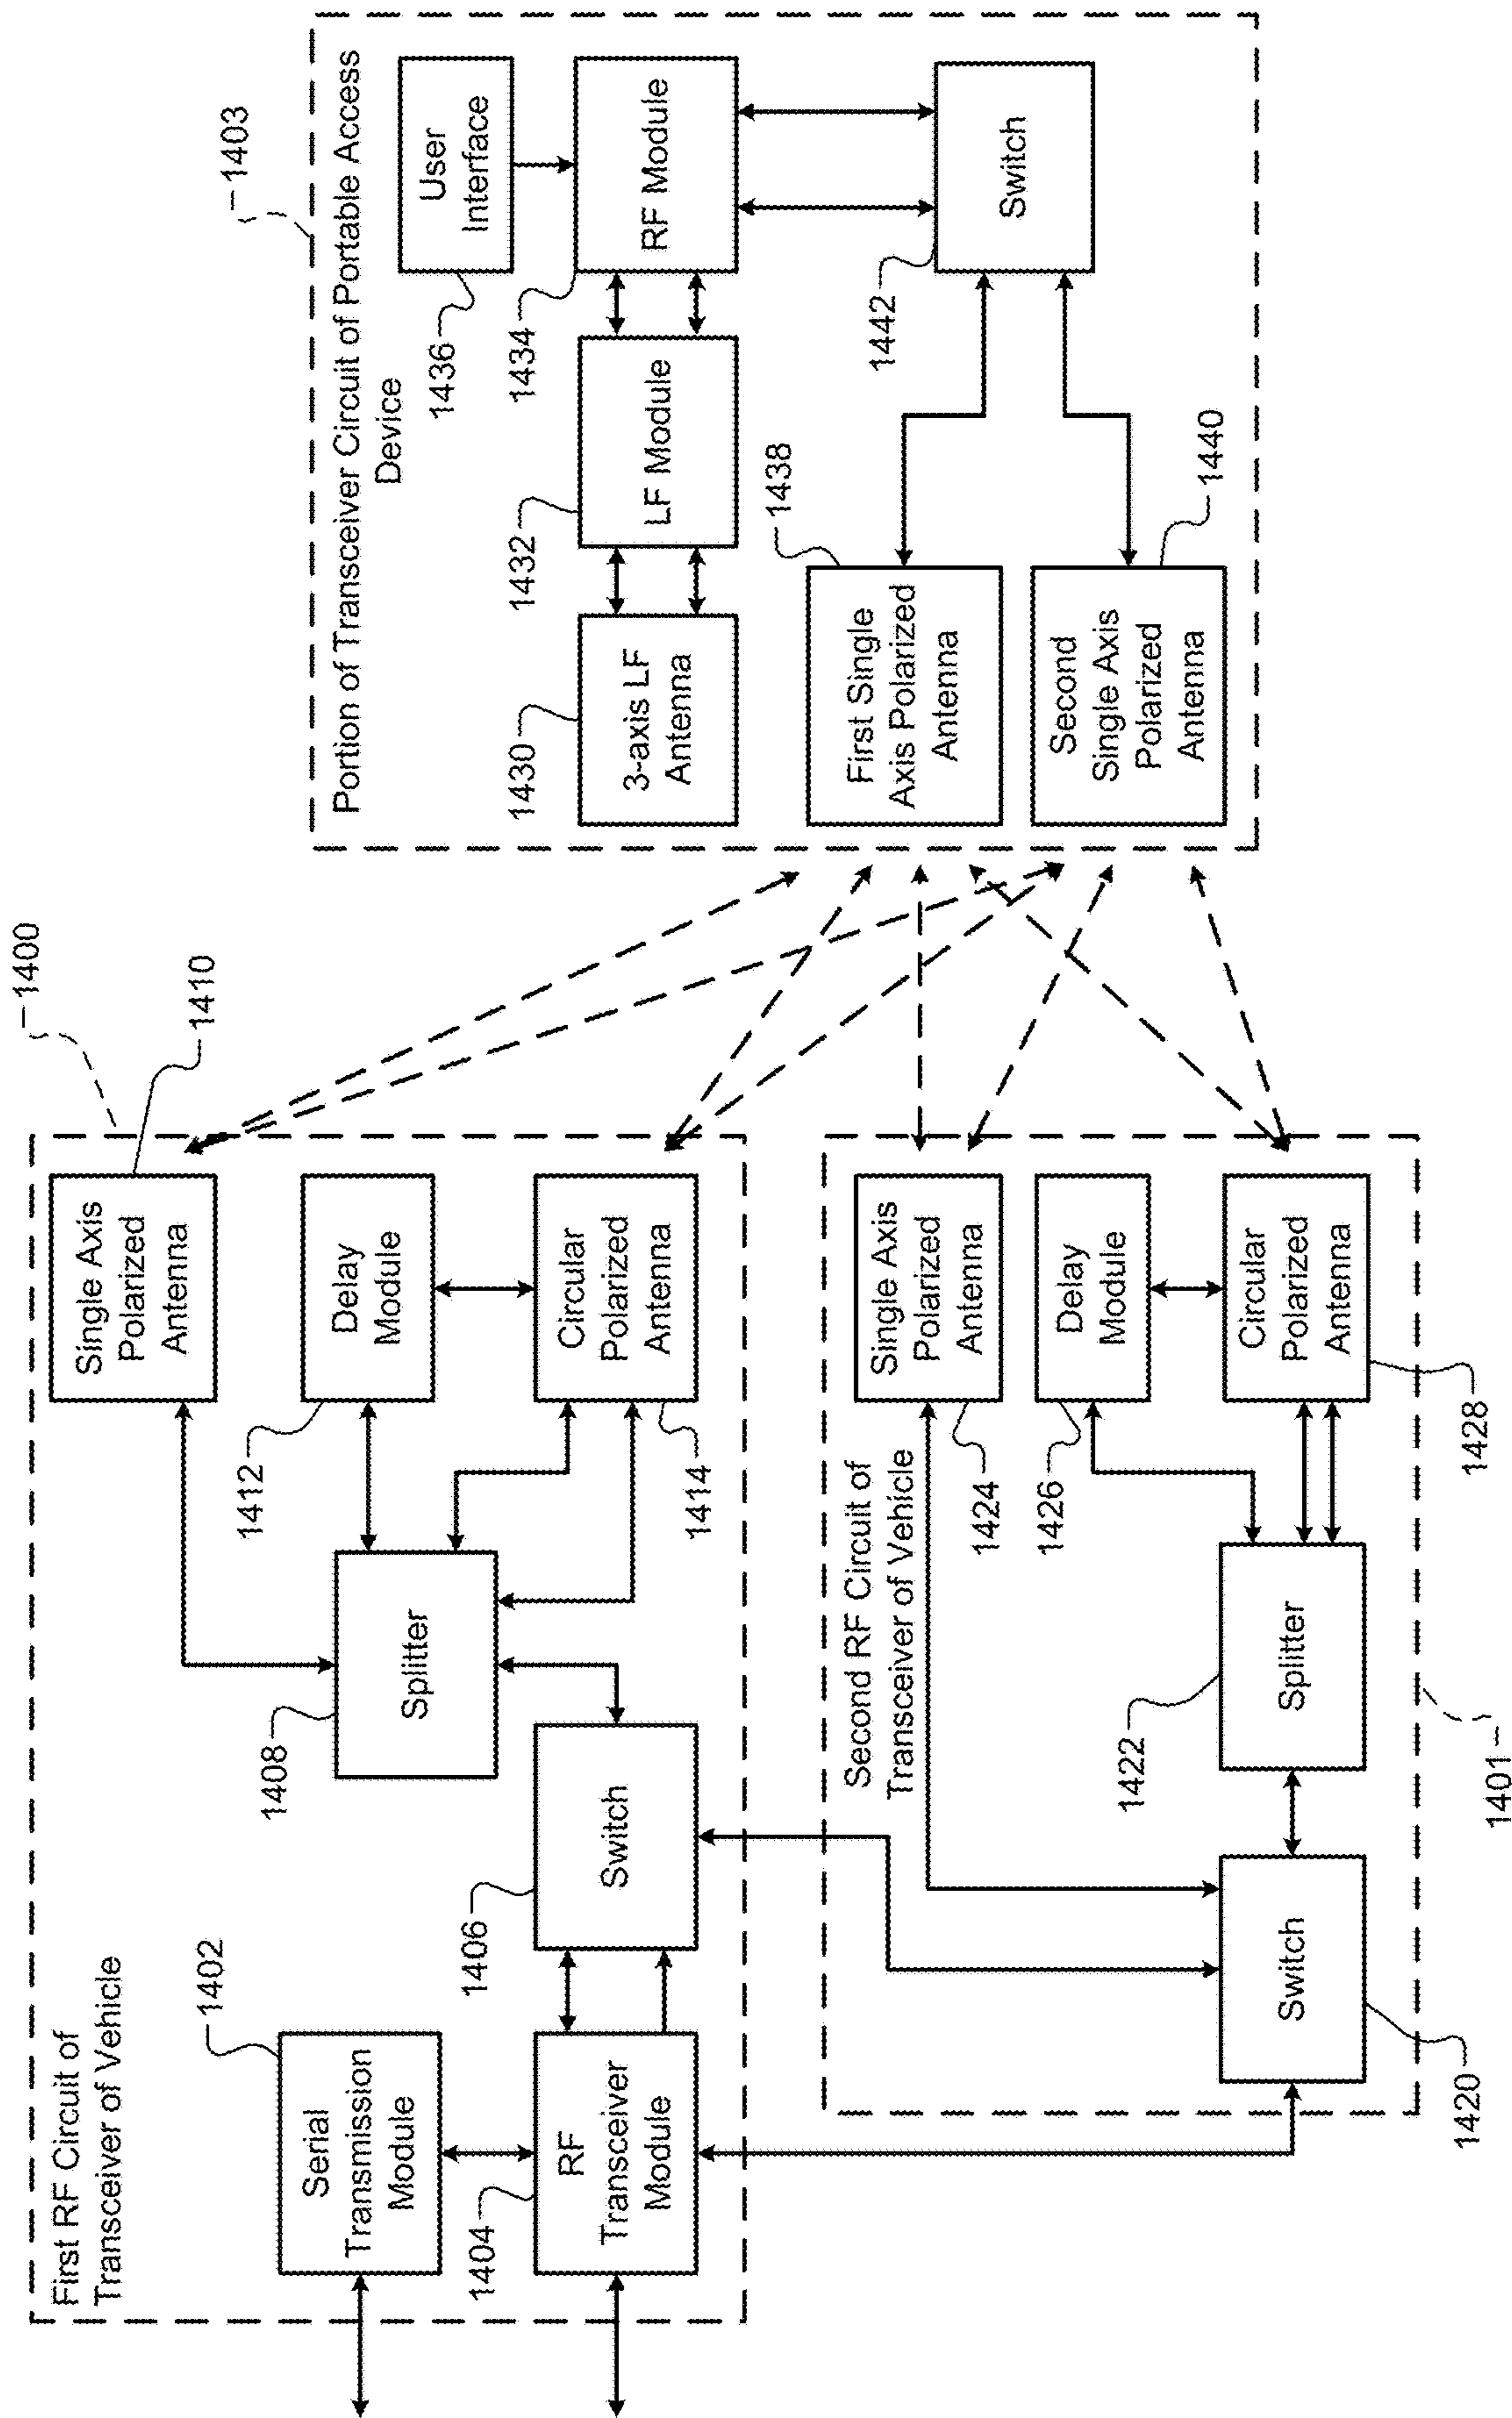 First RF Circuit of
Transceiver of Vehicle
1400
1402
Serial
Transmission
Module
1404
RF
Transceiver
Module
1406
Switch
1408
Splitter
1410
Single Axis
Polarized
Antenna
1412
Delay
Module
1414
Circular
Polarized
Antenna
Second RF Circuit of
Transceiver of Vehicle
1401
1420
Switch
1422
Splitter
1424
Single Axis
Polarized
Antenna
1426
Delay
Module
1428
Circular
Polarized
Antenna
1403
Portion of Transceiver Circuit of Portable Access
Device
1430
3-axis LF
Antenna
1432
LF Module
1434
RF Module
1436
User
Interface
1438
First Single
Axis Polarized
Antenna
1440
Second
Single Axis
Polarized
Antenna
1442
Switch